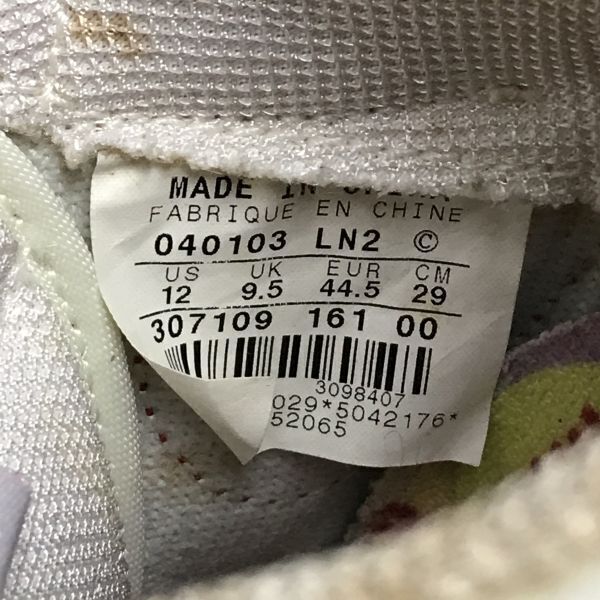 MADE IN CHINA
FABRIQUE EN CHINE
040103 LN2 ©
US UK EUR CM
12 9.5 44.5 29
307109 161 00
3098407
029*5042176*
52065